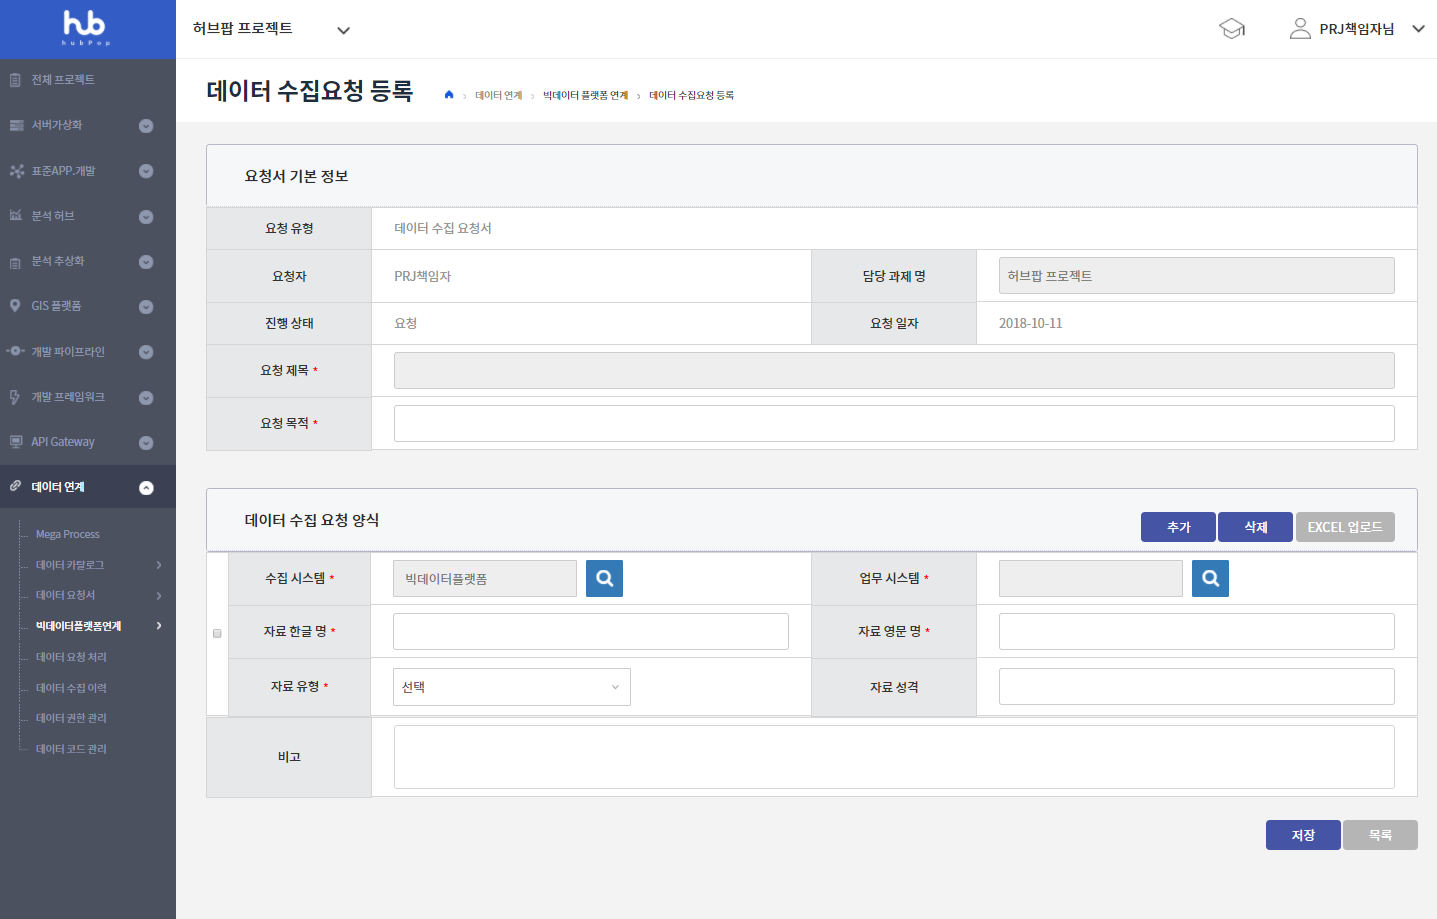 hub
hubPop
허브팝 프로젝트
PRJ책임자님
전체 프로젝트
서버가상화
표준APP.개발
분석 허브
분석 추상화
GIS 플랫폼
개발 파이프라인
개발 프레임워크
API Gateway
데이터 연계
Mega Process
데이터 카탈로그
데이터 요청서
빅데이터플랫폼연계
데이터 요청 처리
데이터 수집 이력
데이터 권한 관리
데이터 코드 관리
데이터 수집요청 등록
데이터 연계 > 빅데이터 플랫폼 연계 > 데이터 수집요청 등록
요청서 기본 정보
요청 유형 데이터 수집 요청서
요청자 PRJ책임자 담당 과제 명 허브팝 프로젝트
진행 상태 요청 요청 일자 2018-10-11
요청 제목 *
요청 목적 *
데이터 수집 요청 양식
추가 삭제 EXCEL 업로드
수집 시스템 * 빅데이터플랫폼 업무 시스템 *
자료 한글 명 * 자료 영문 명 *
자료 유형 * 선택 자료 성격
비고
저장 목록